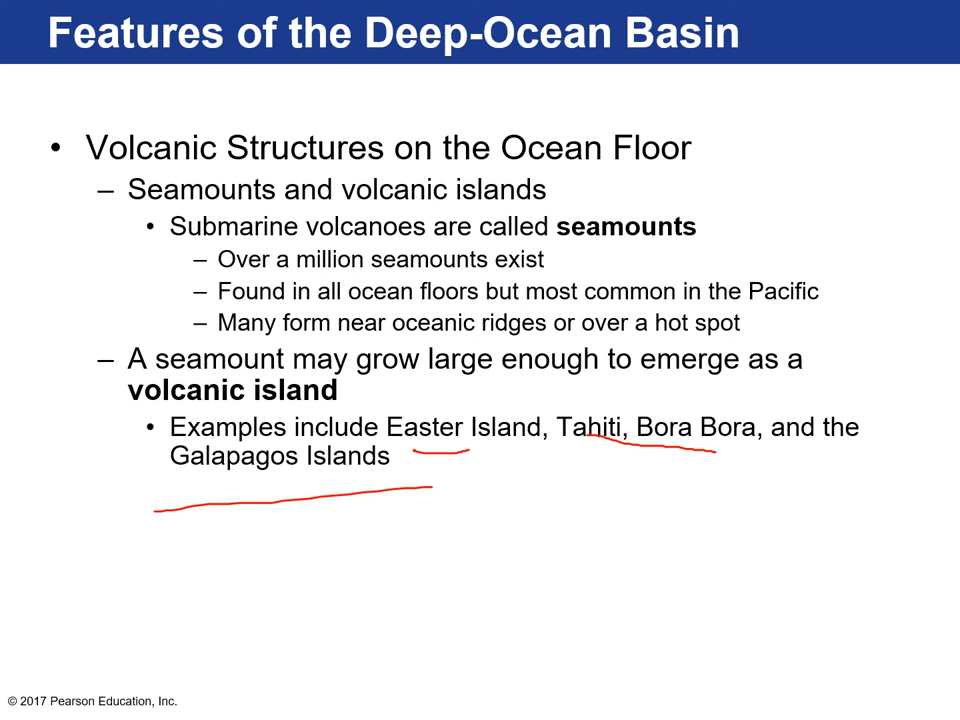 Features of the Deep-Ocean Basin
• Volcanic Structures on the Ocean Floor
– Seamounts and volcanic islands
• Submarine volcanoes are called seamounts
– Over a million seamounts exist
– Found in all ocean floors but most common in the Pacific
– Many form near oceanic ridges or over a hot spot
– A seamount may grow large enough to emerge as a
volcanic island
• Examples include Easter Island, Tahiti, Bora Bora, and the
Galapagos Islands
© 2017 Pearson Education, Inc.